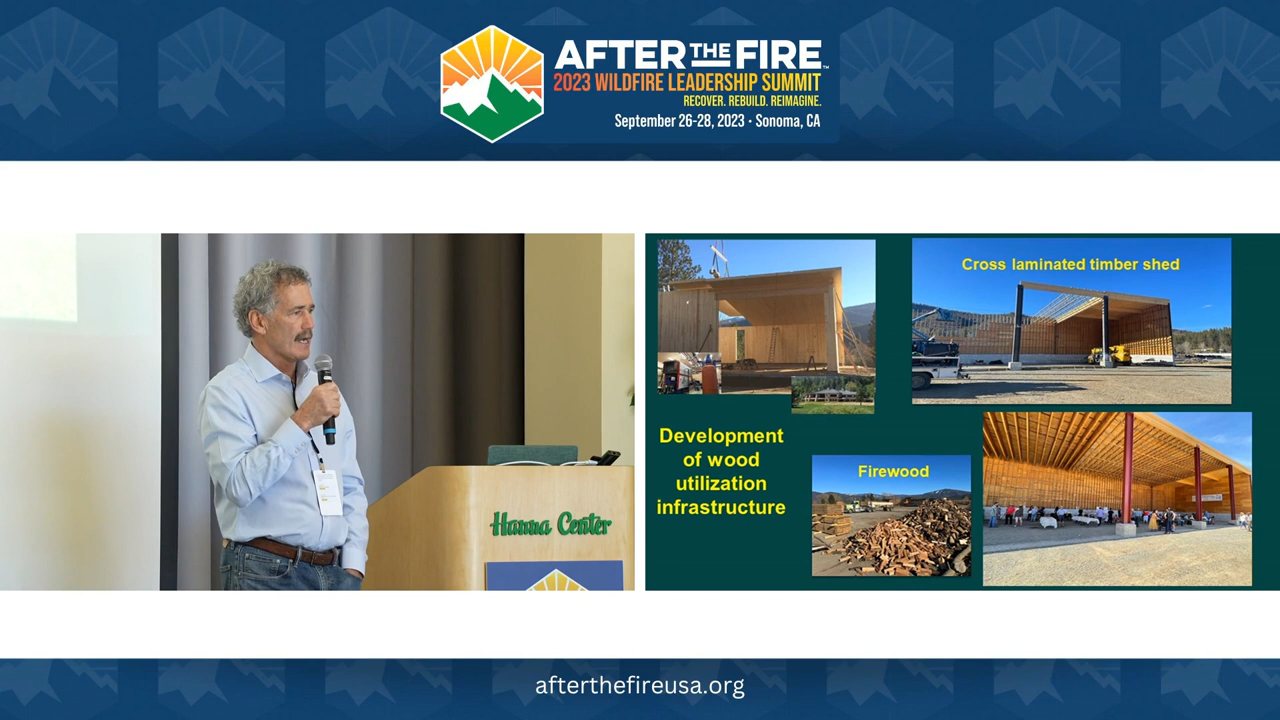 AFTER THE FIRE™
2023 WILDFIRE LEADERSHIP SUMMIT
RECOVER. REBUILD. REIMAGINE.
September 26-28, 2023 • Sonoma, CA
Hanna Center
Cross laminated timber shed
Development
of wood
utilization
infrastructure
Firewood
afterthefireusa.org